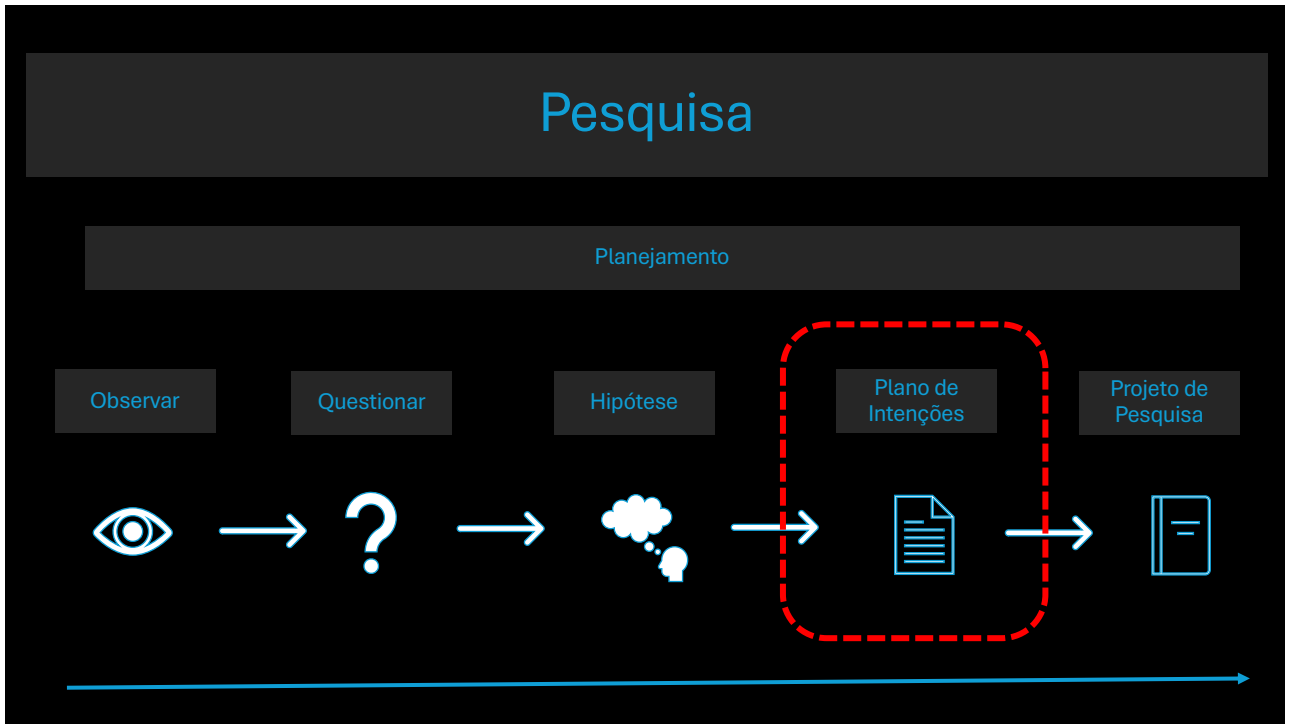 Pesquisa
Planejamento
Observar
Questionar
Hipótese
Plano de
Intenções
Projeto de
Pesquisa